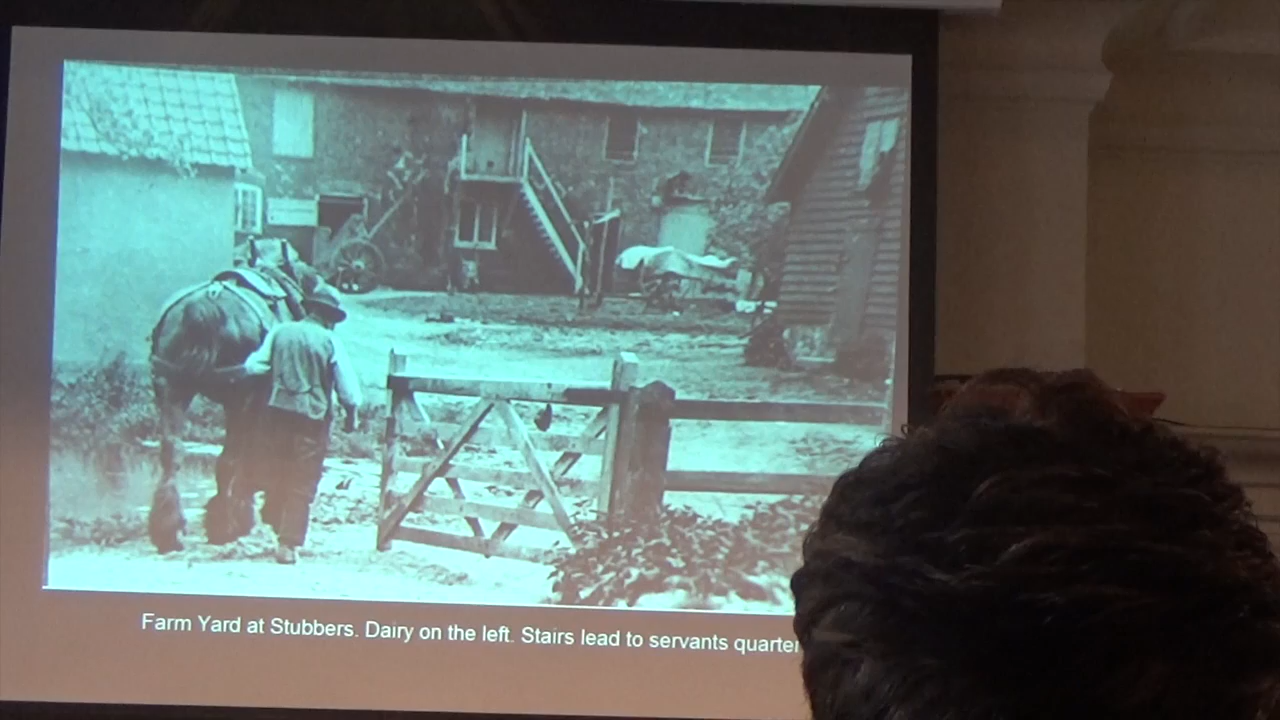 Farm Yard at Stubbers. Dairy on the left. Stairs lead to servants